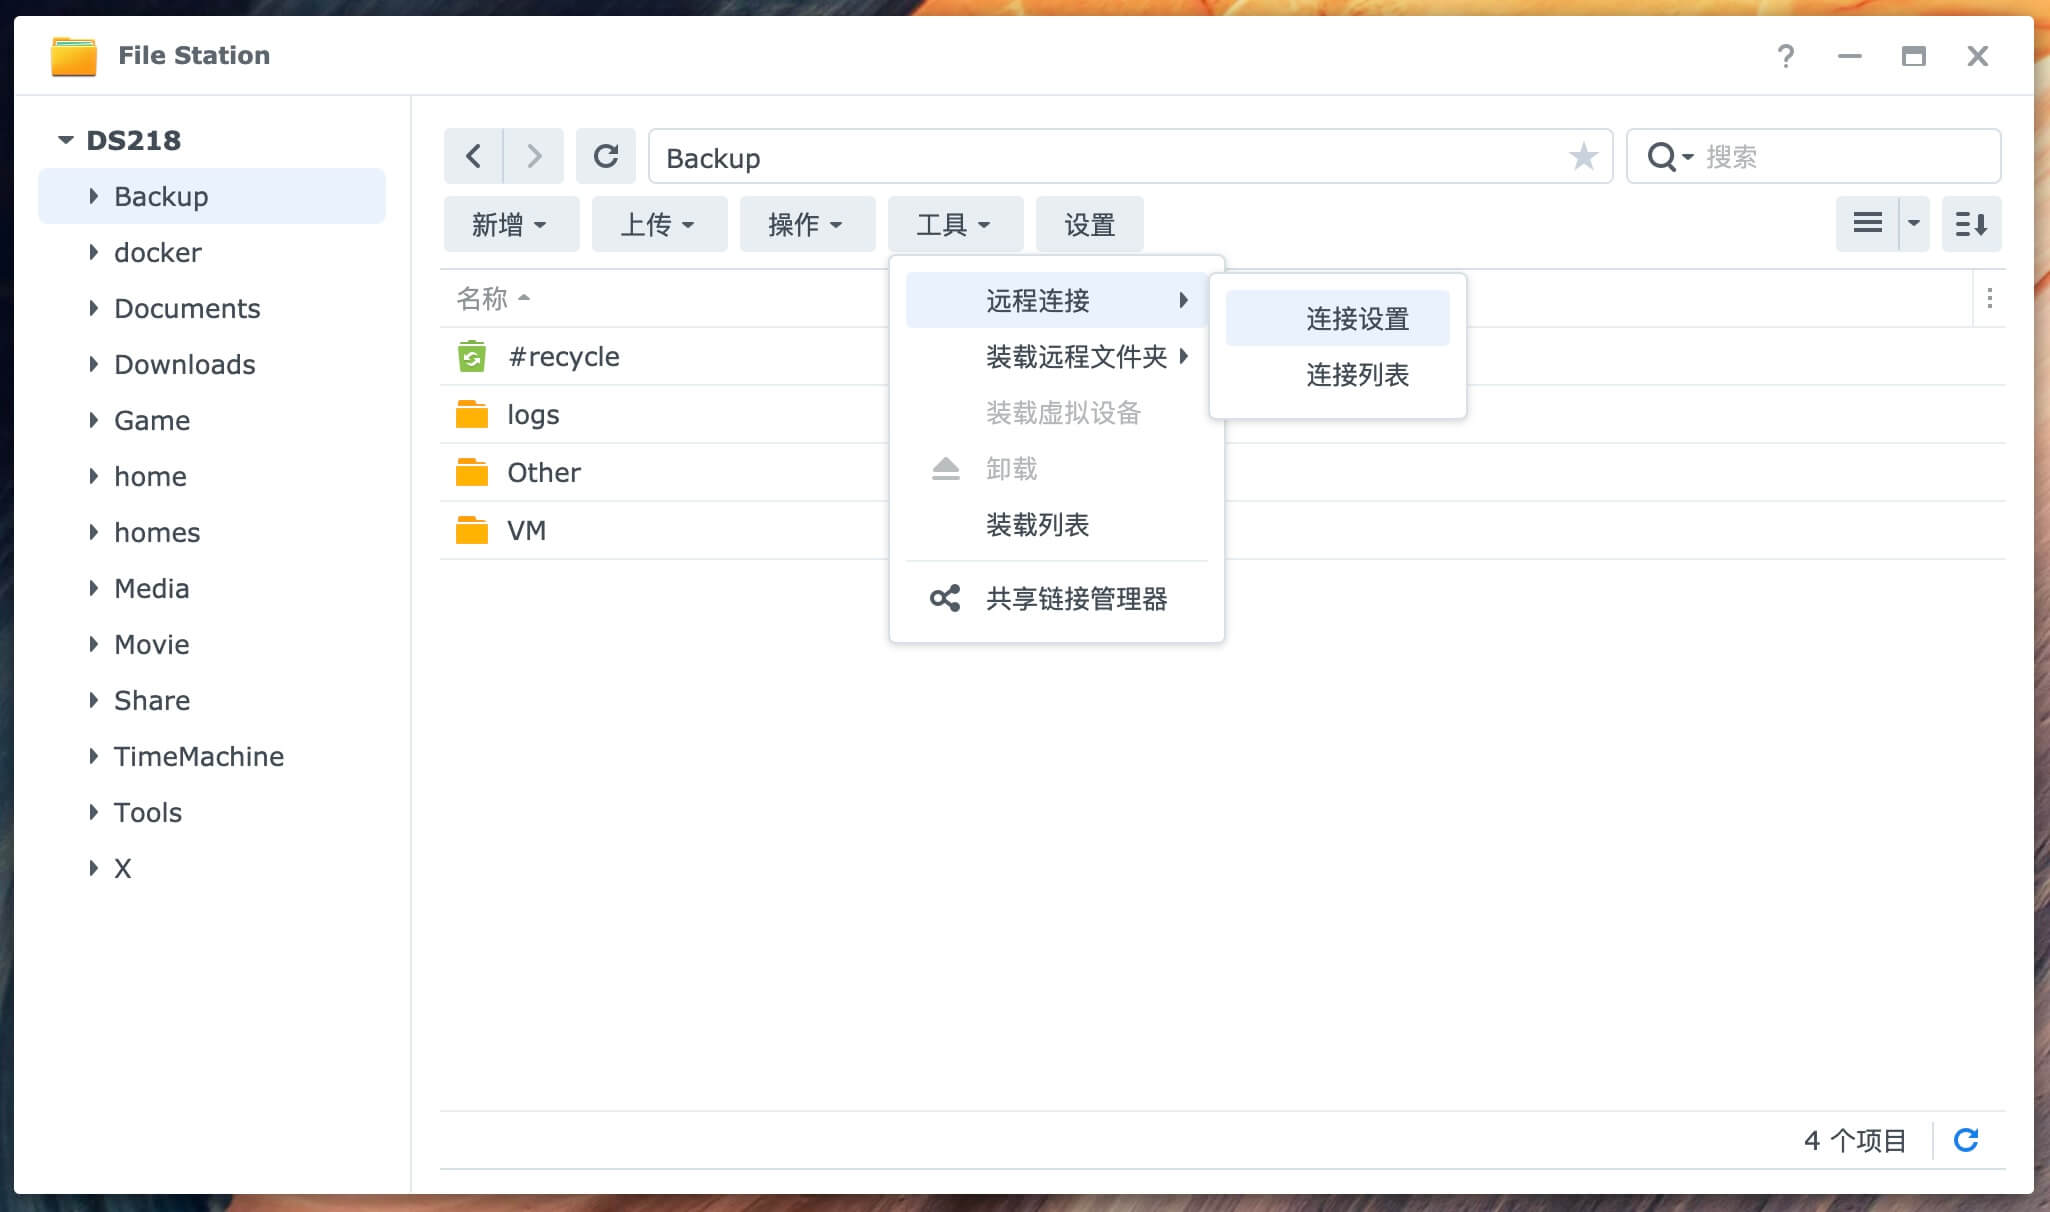 File Station
DS218
Backup
docker
Documents
Downloads
Game
home
homes
Media
Movie
Share
TimeMachine
Tools
X
Backup
搜索
新增
上传
操作
工具
设置
名称
#recycle
logs
Other
VM
远程连接
装载远程文件夹
装载虚拟设备
卸载
装载列表
共享链接管理器
连接设置
连接列表
4 个项目